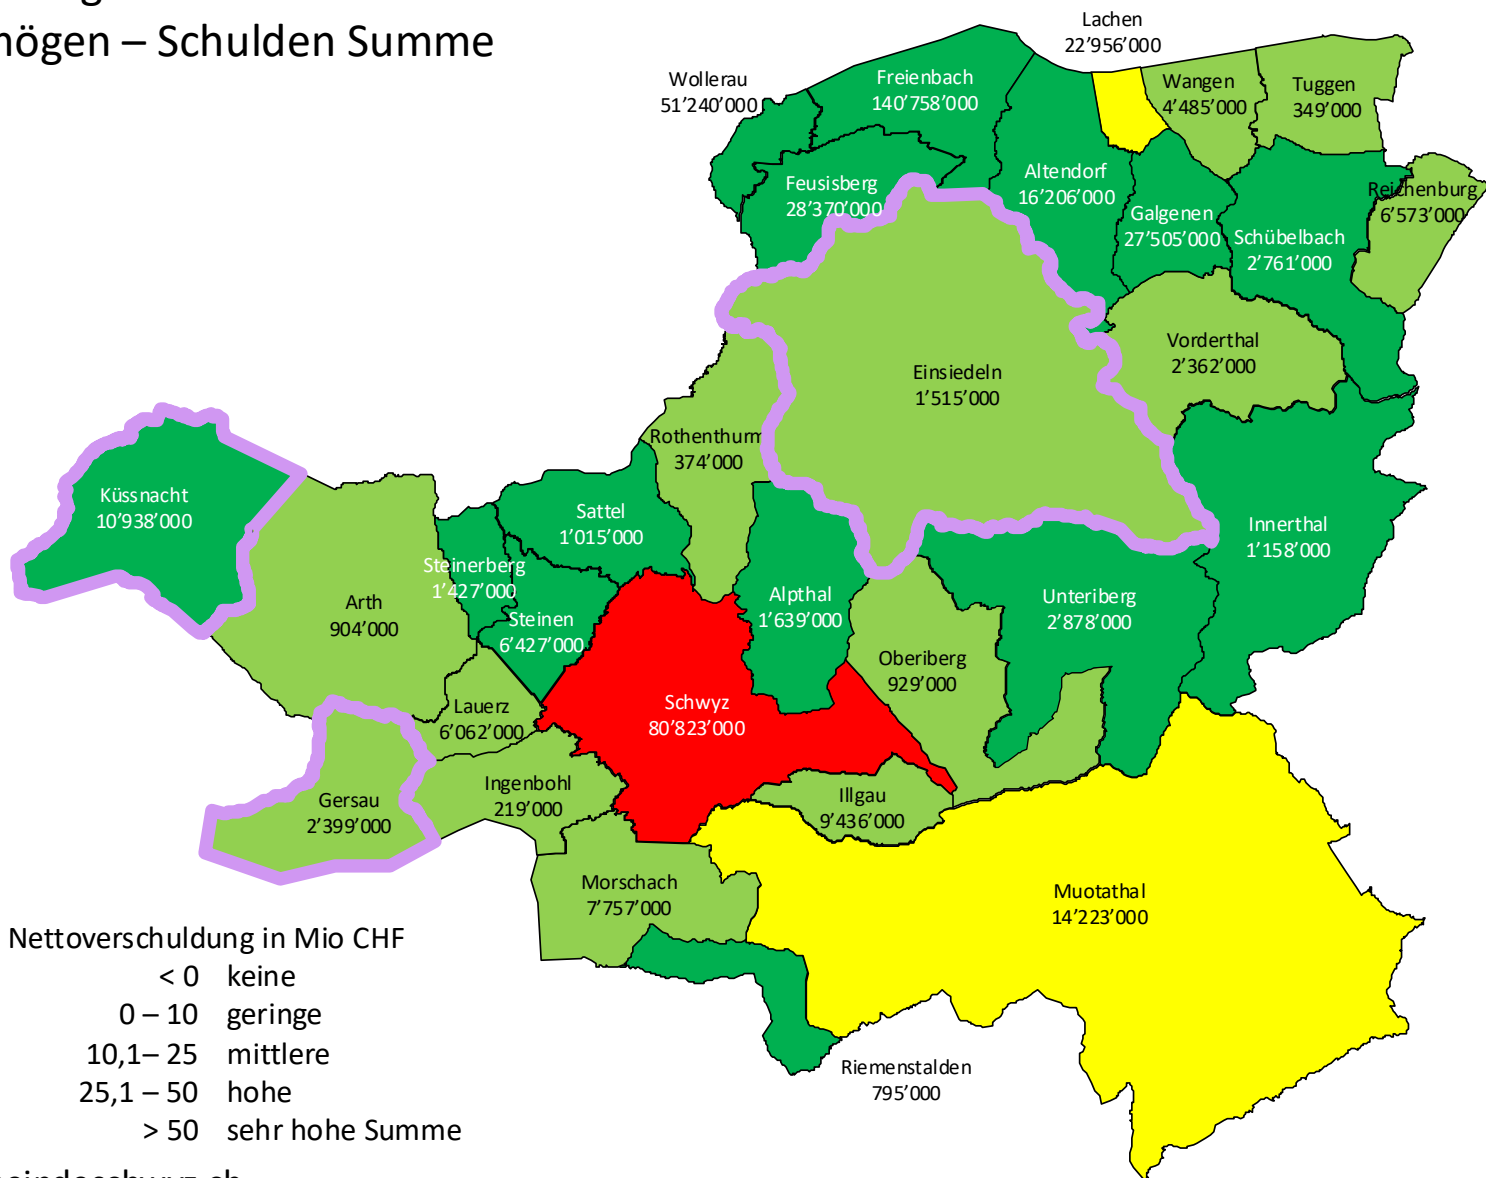 mögen – Schulden Summe
Lachen
22’956’000
Wollerau
51’240’000
Freienbach
140’758’000
Wangen
4’485’000
Tuggen
349’000
Feusisberg
28’370’000
Altendorf
16’206’000
Galgenen
27’505’000
Schübelbach
2’761’000
Reichenburg
6’573’000
Vorderthal
2’362’000
Einsiedeln
1’515’000
Rothenthurm
374’000
Küssnacht
10’938’000
Sattel
1’015’000
Innerthal
1’158’000
Steinerberg
1’427’000
Arth
904’000
Steinen
6’427’000
Alpthal
1’639’000
Unteriberg
2’878’000
Oberiberg
929’000
Lauerz
6’062’000
Schwyz
80’823’000
Ingenbohl
219’000
Gersau
2’399’000
Illgau
9’436’000
Morschach
7’757’000
Muotathal
14’223’000
Riemenstalden
795’000
Nettoverschuldung in Mio CHF
< 0 keine
0 – 10 geringe
10,1– 25 mittlere
25,1 – 50 hohe
> 50 sehr hohe Summe